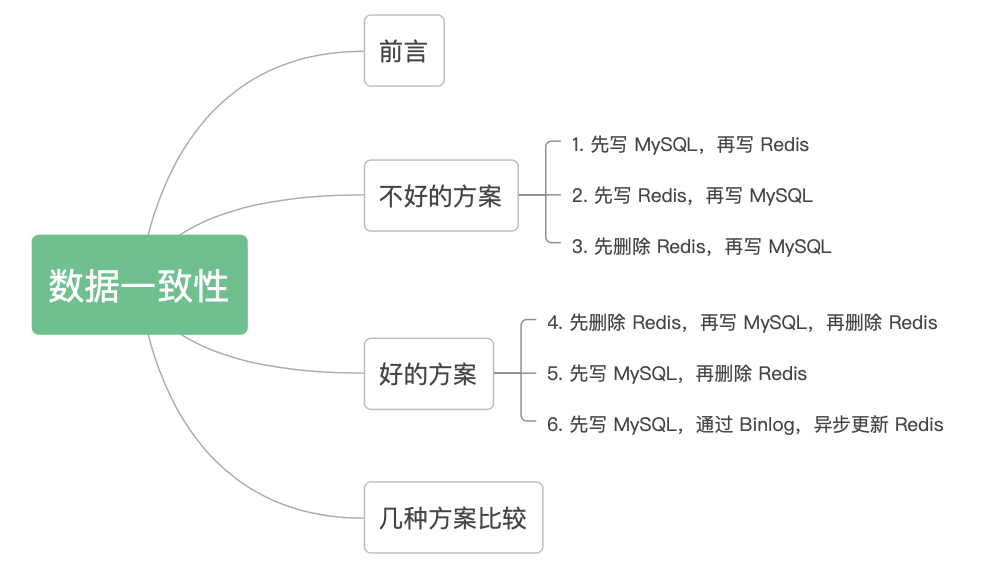 数据一致性
前言
不好的方案
1. 先写 MySQL，再写 Redis
2. 先写 Redis，再写 MySQL
3. 先删除 Redis，再写 MySQL
好的方案
4. 先删除 Redis，再写 MySQL，再删除 Redis
5. 先写 MySQL，再删除 Redis
6. 先写 MySQL，通过 Binlog，异步更新 Redis
几种方案比较